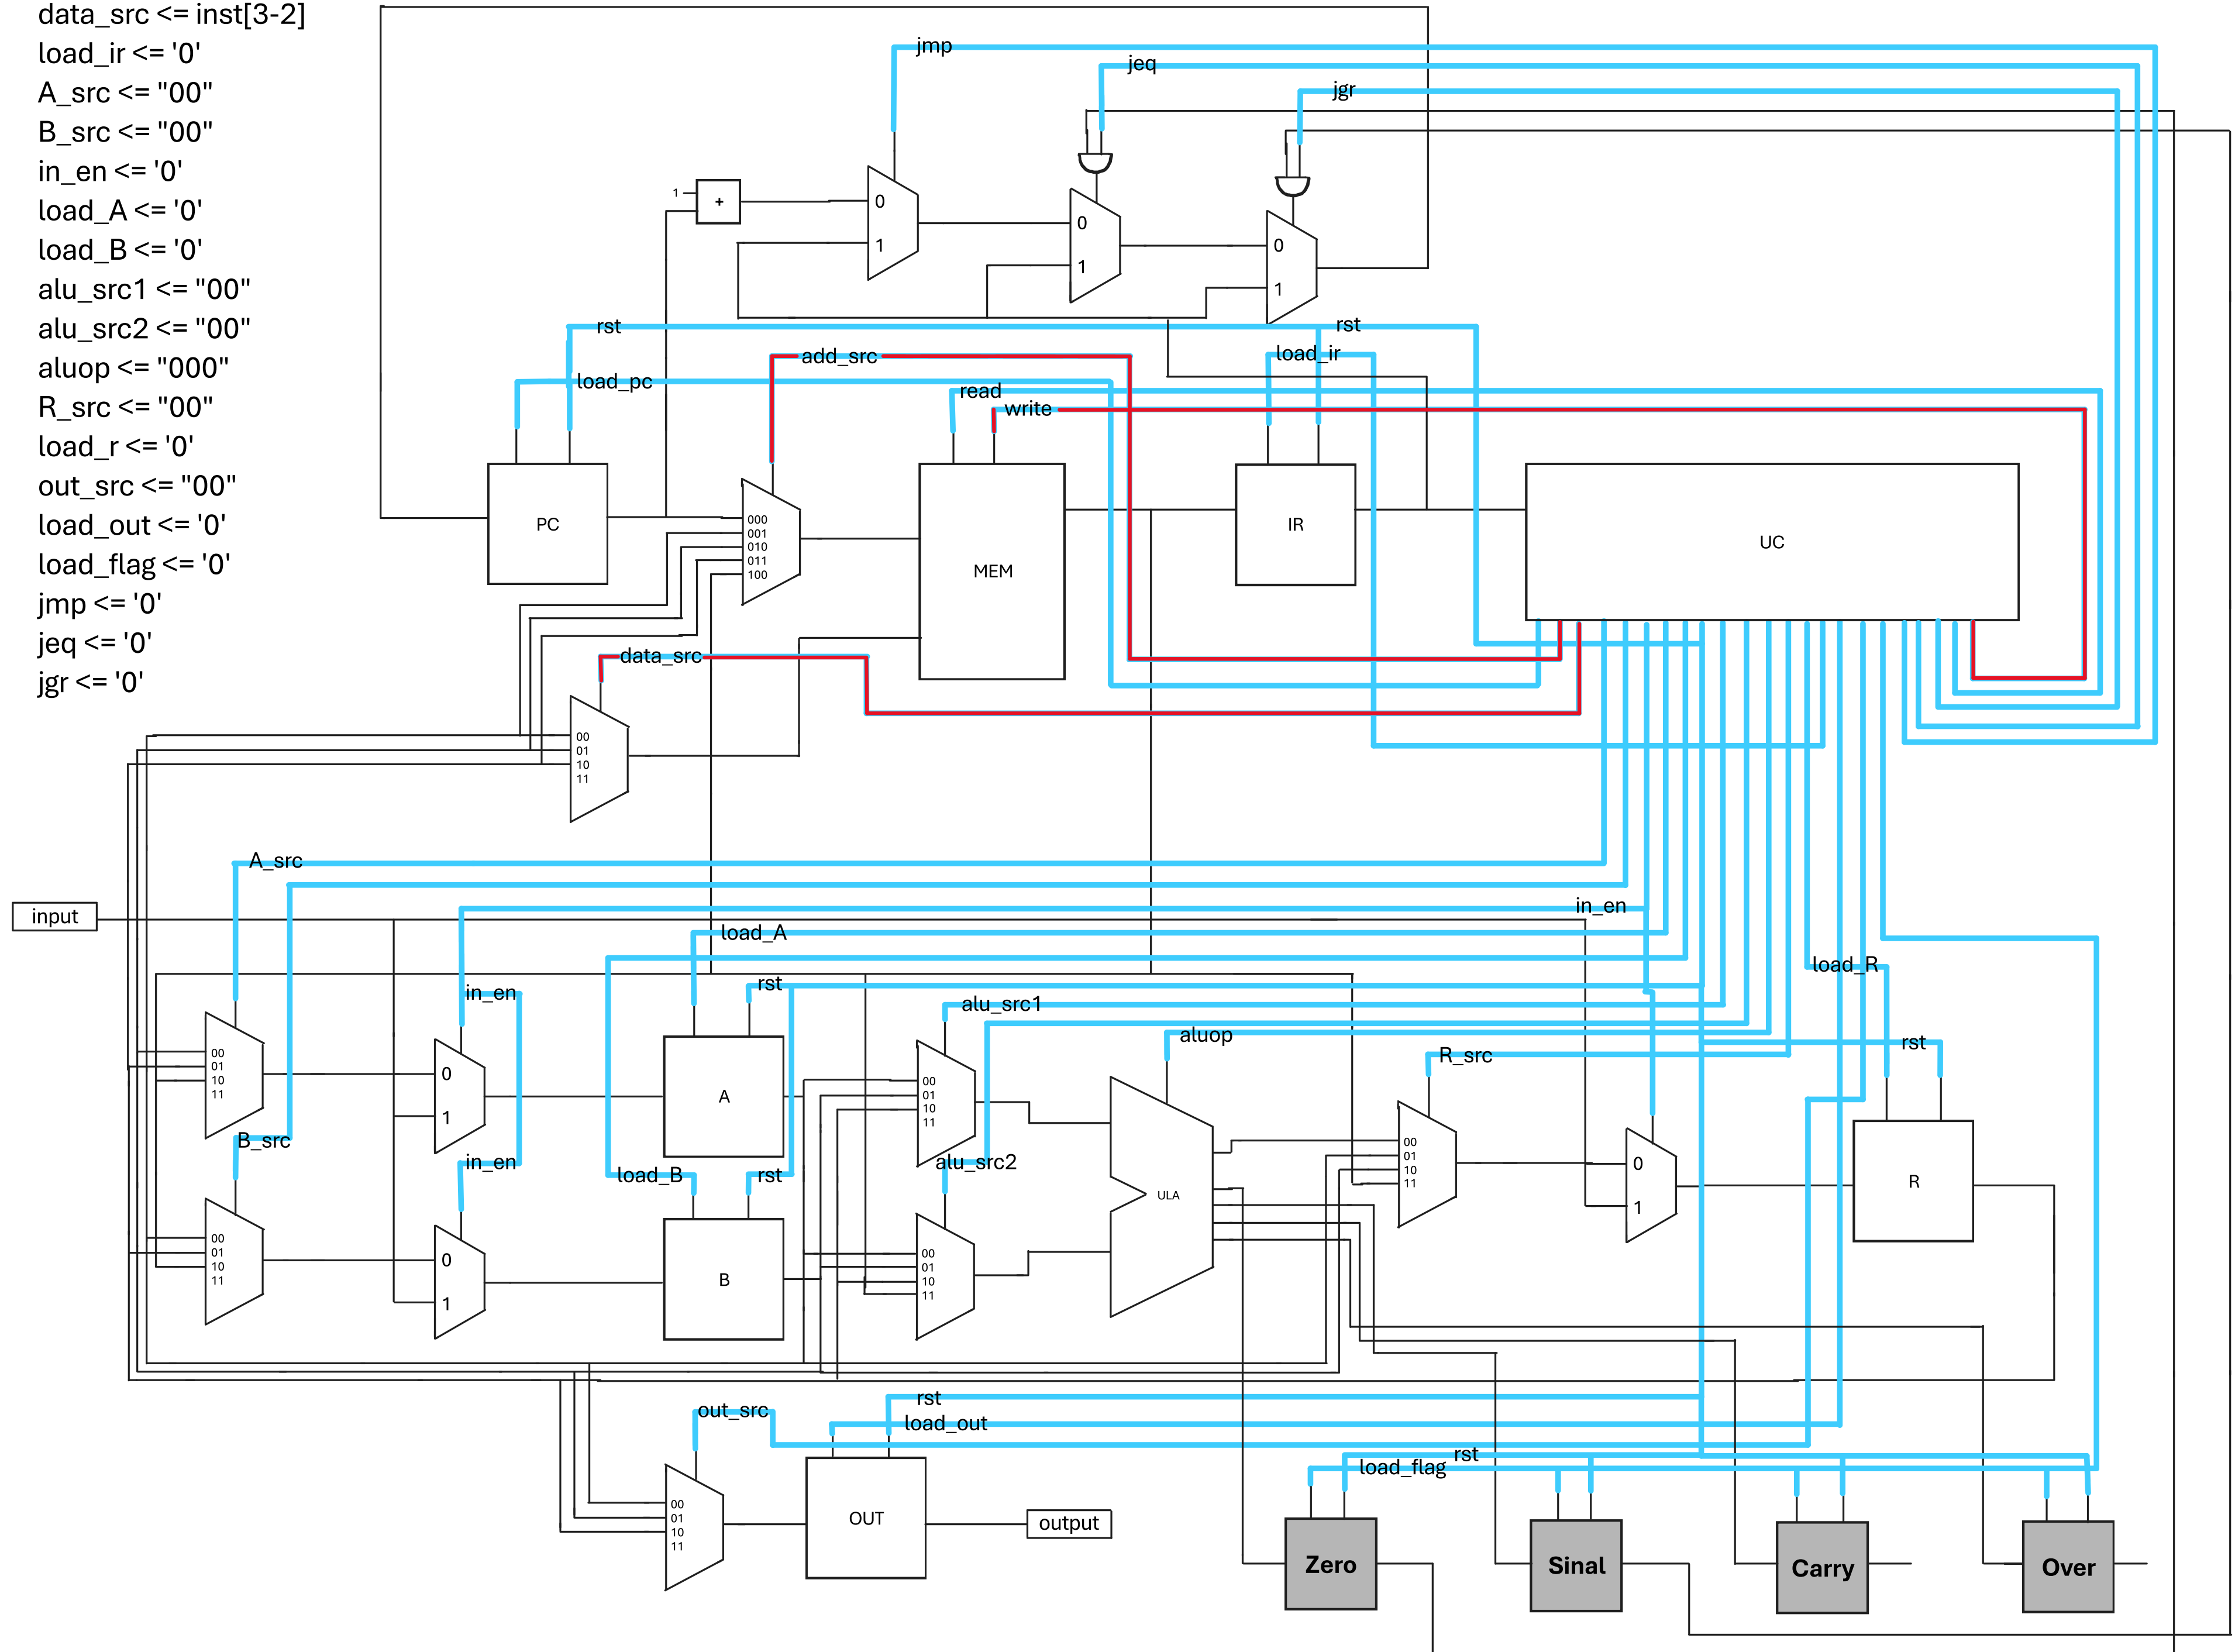 data_src <= inst[3-2]
load_ir <= '0'
A_src <= "00"
B_src <= "00"
in_en <= '0'
load_A <= '0'
load_B <= '0'
alu_src1 <= "00"
alu_src2 <= "00"
aluop <= "000"
R_src <= "00"
load_r <= '0'
out_src <= "00"
load_out <= '0'
load_flag <= '0'
jmp <= '0'
jeq <= '0'
jgr <= '0'
jmp
jeq
jgr
1
+
0
1
0
1
0
1
rst
rst
add_src
load_ir
load_pc
read
write
PC
000
001
010
011
100
MEM
IR
UC
data_src
00
01
10
11
A_src
input
in_en
load_A
load_R
rst
in_en
alu_src1
aluop
rst
R_src
00
01
10
11
0
1
A
00
01
10
11
B_src
in_en
load_B
rst
alu_src2
ULA
00
01
10
11
0
1
R
00
01
10
11
0
1
B
00
01
10
11
rst
out_src
load_out
rst
load_flag
00
01
10
11
OUT
output
Zero
Sinal
Carry
Over